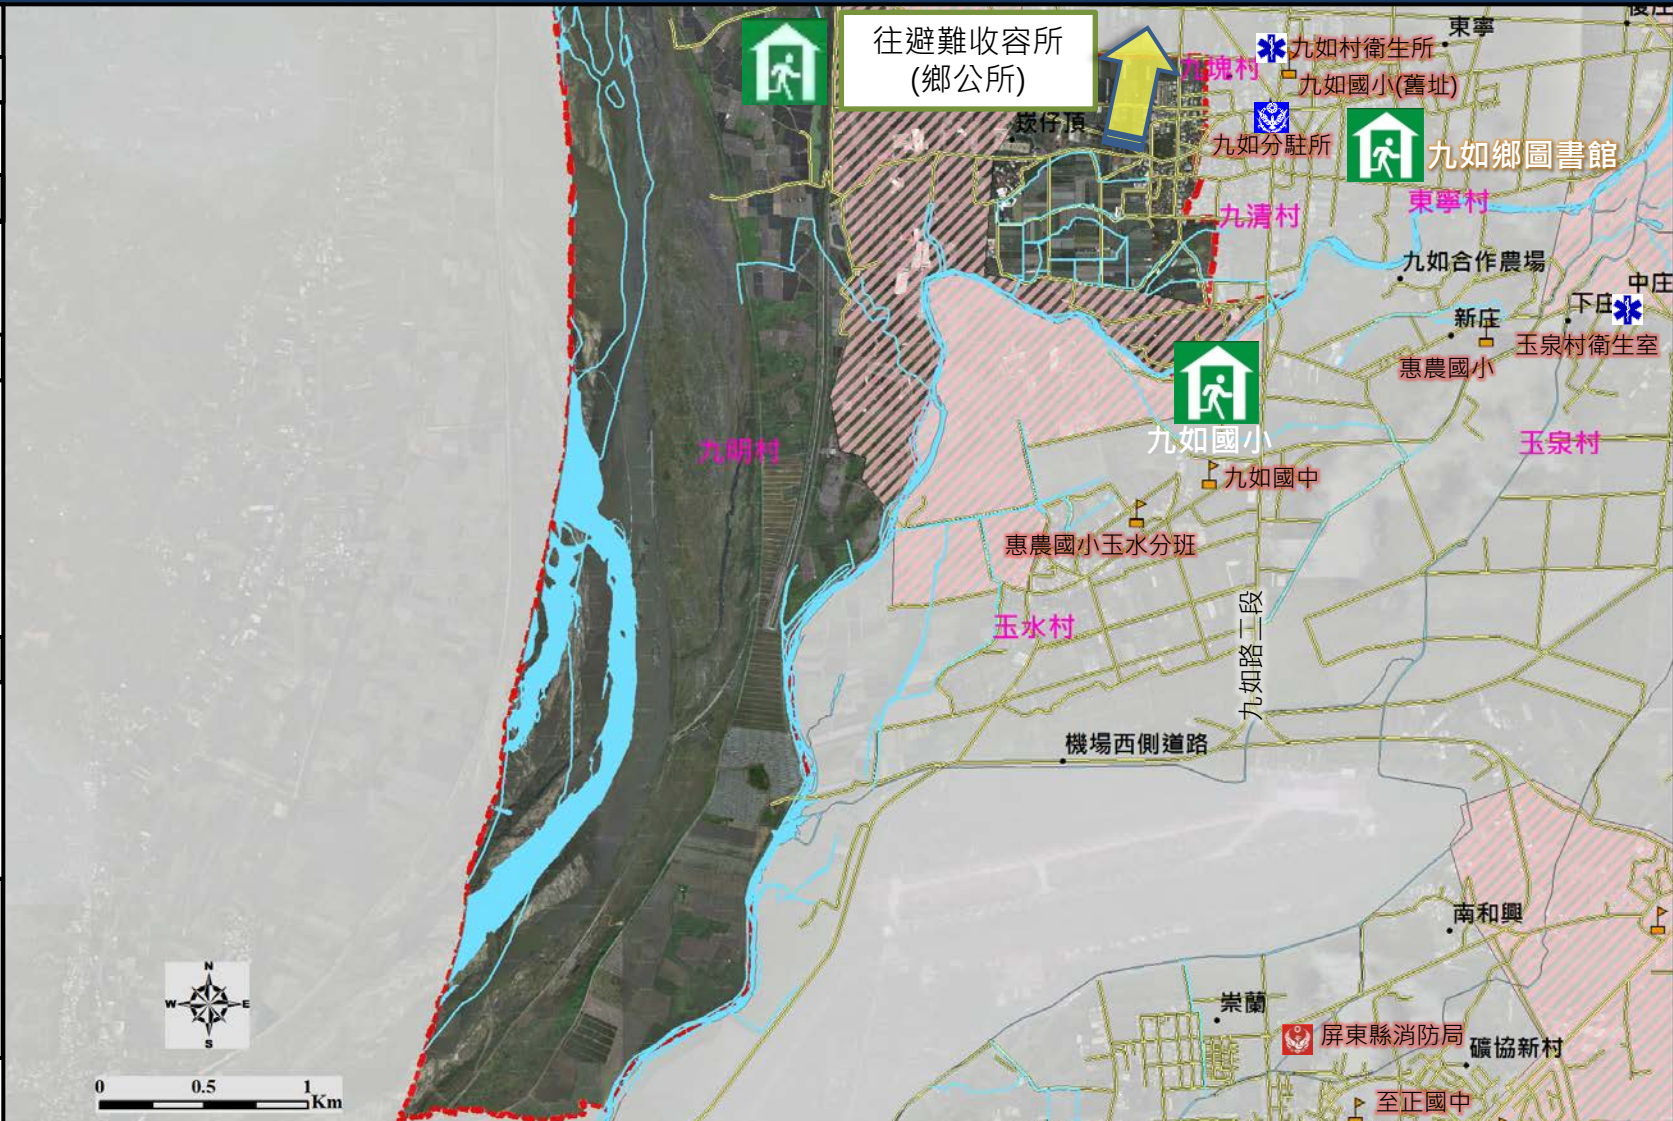 往避難收容所
(鄉公所)
東寧
九如村衛生所
九塊村
九如國小(舊址)
崁仔頂
九如分駐所
九如鄉圖書館
東寧村
九清村
九如合作農場
中庄
下庄
新庄
玉泉村衛生室
惠農國小
九如國小
九明村
玉泉村
九如國中
惠農國小玉水分班
玉水村
九如路二段
機場西側道路
南和興
崇蘭
屏東縣消防局
礦協新村
至正國中
N
W E
S
0 0.5 1
Km